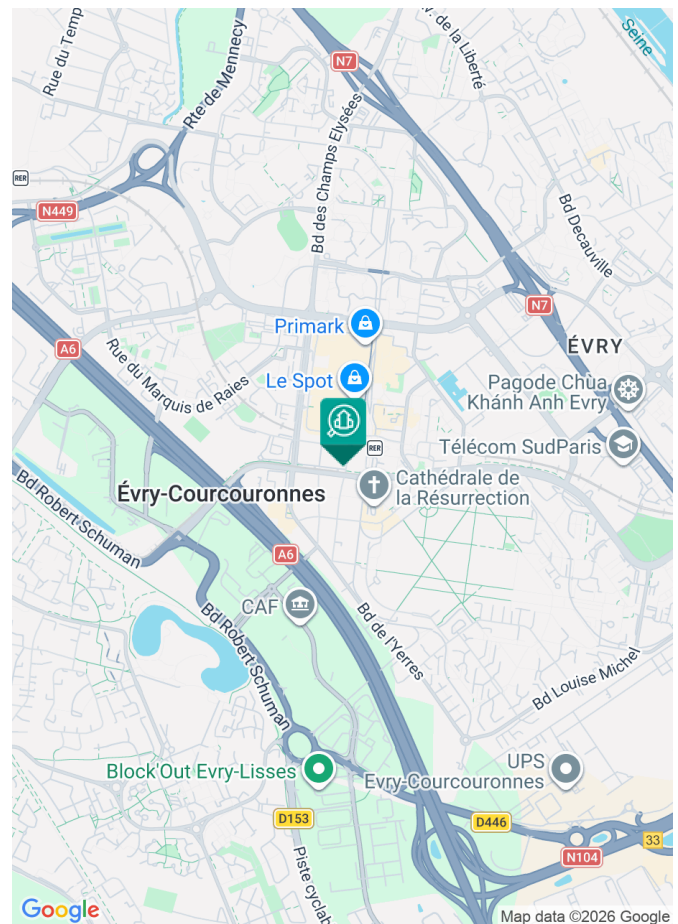 Seine
Rue du Temp
Rte de Mennecy
N7
Av. de la Liberté
Bd des Champs Elysées
RER
N449
Bd Decauville
N7
Primark
ÉVRY
A6
Rue du Marquis de Raies
Le Spot
Pagode Chùa
Khánh Anh Evry
RER
Télécom SudParis
Cathédrale de
la Résurrection
Évry-Courcouronnes
Bd Robert Schuman
A6
CAF
Bd Robert Schuman
Bd de l'Yerres
Bd Louise Michel
Block'Out Evry-Lisses
UPS
Evry-Courcouronnes
D153
D446
33
N104
Piste cyclab
Google
Map data ©2026 Google